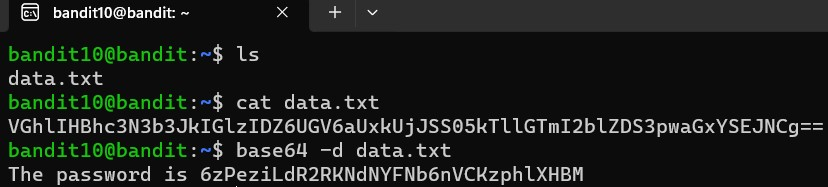 bandit10@bandit: ~
bandit10@bandit:~$ ls
data.txt
bandit10@bandit:~$ cat data.txt
VGhlIHBhc3N3b3JkIGlzIDZ6UGV6aUxkUjJSS05kTllGTmI2blZDS3pwaGxYSEJNCg==
bandit10@bandit:~$ base64 -d data.txt
The password is 6zPeziLdR2RKNdNYFNb6nVCKzphlXHBM